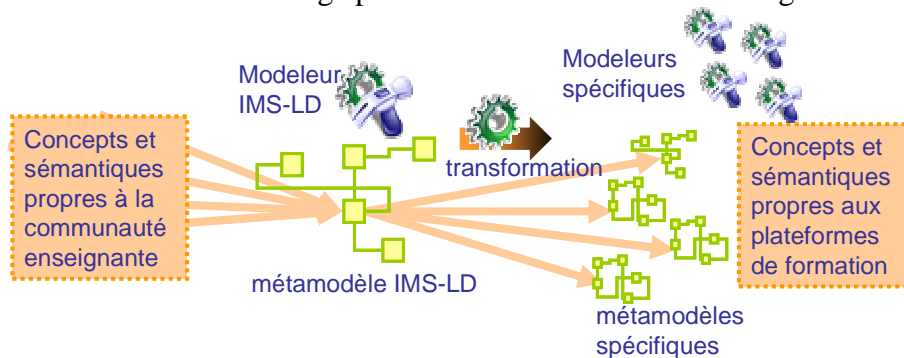 Modeleur
IMS-LD
Modeleurs
spécifiques
Concepts et
sémantiques
propres à la
communauté
enseignante
transformation
Concepts et
sémantiques
propres aux
plateformes
de formation
métamodèle IMS-LD
métamodèles
spécifiques